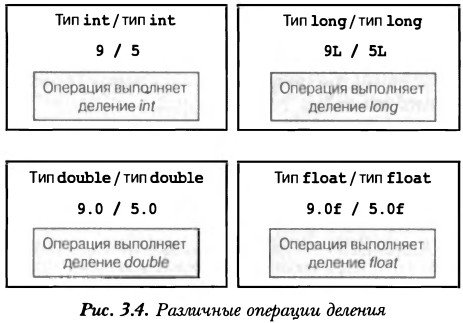 Тип int / тип int
9 / 5
Операция выполняет
деление int
Тип long / тип long
9L / 5L
Операция выполняет
деление long
Тип double / тип double
9.0 / 5.0
Операция выполняет
деление double
Тип float / тип float
9.0f / 5.0f
Операция выполняет
деление float
Рис. 3.4. Различные операции деления